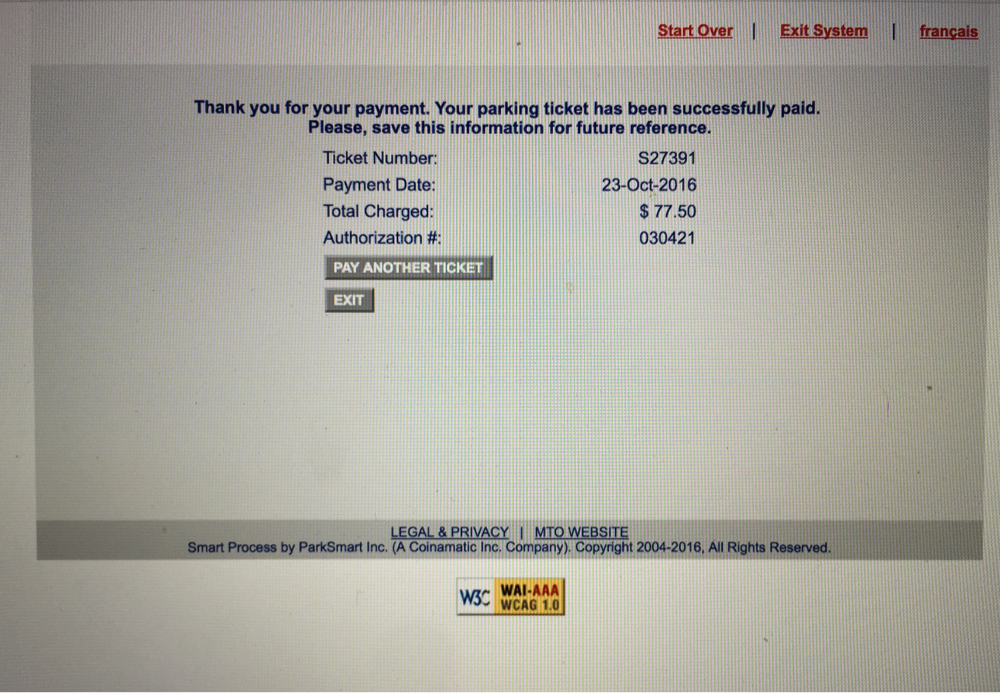 Start Over | Exit System | français
Thank you for your payment. Your parking ticket has been successfully paid.
Please, save this information for future reference.
Ticket Number: S27391
Payment Date: 23-Oct-2016
Total Charged: $ 77.50
Authorization #: 030421
PAY ANOTHER TICKET
EXIT
LEGAL & PRIVACY | MTO WEBSITE
Smart Process by ParkSmart Inc. (A Coinamatic Inc. Company). Copyright 2004-2016, All Rights Reserved.
W3C WAI-AAA
WCAG 1.0